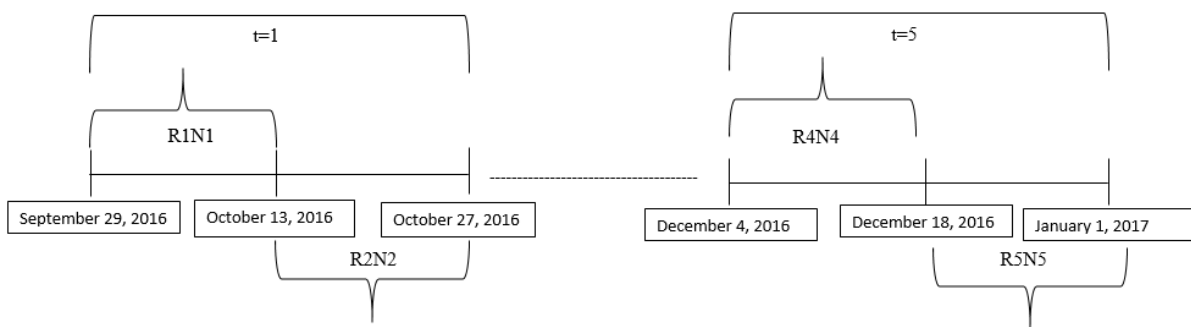 t=1
t=5
R1N1
R4N4
September 29, 2016
October 13, 2016
October 27, 2016
December 4, 2016
December 18, 2016
January 1, 2017
R2N2
R5N5